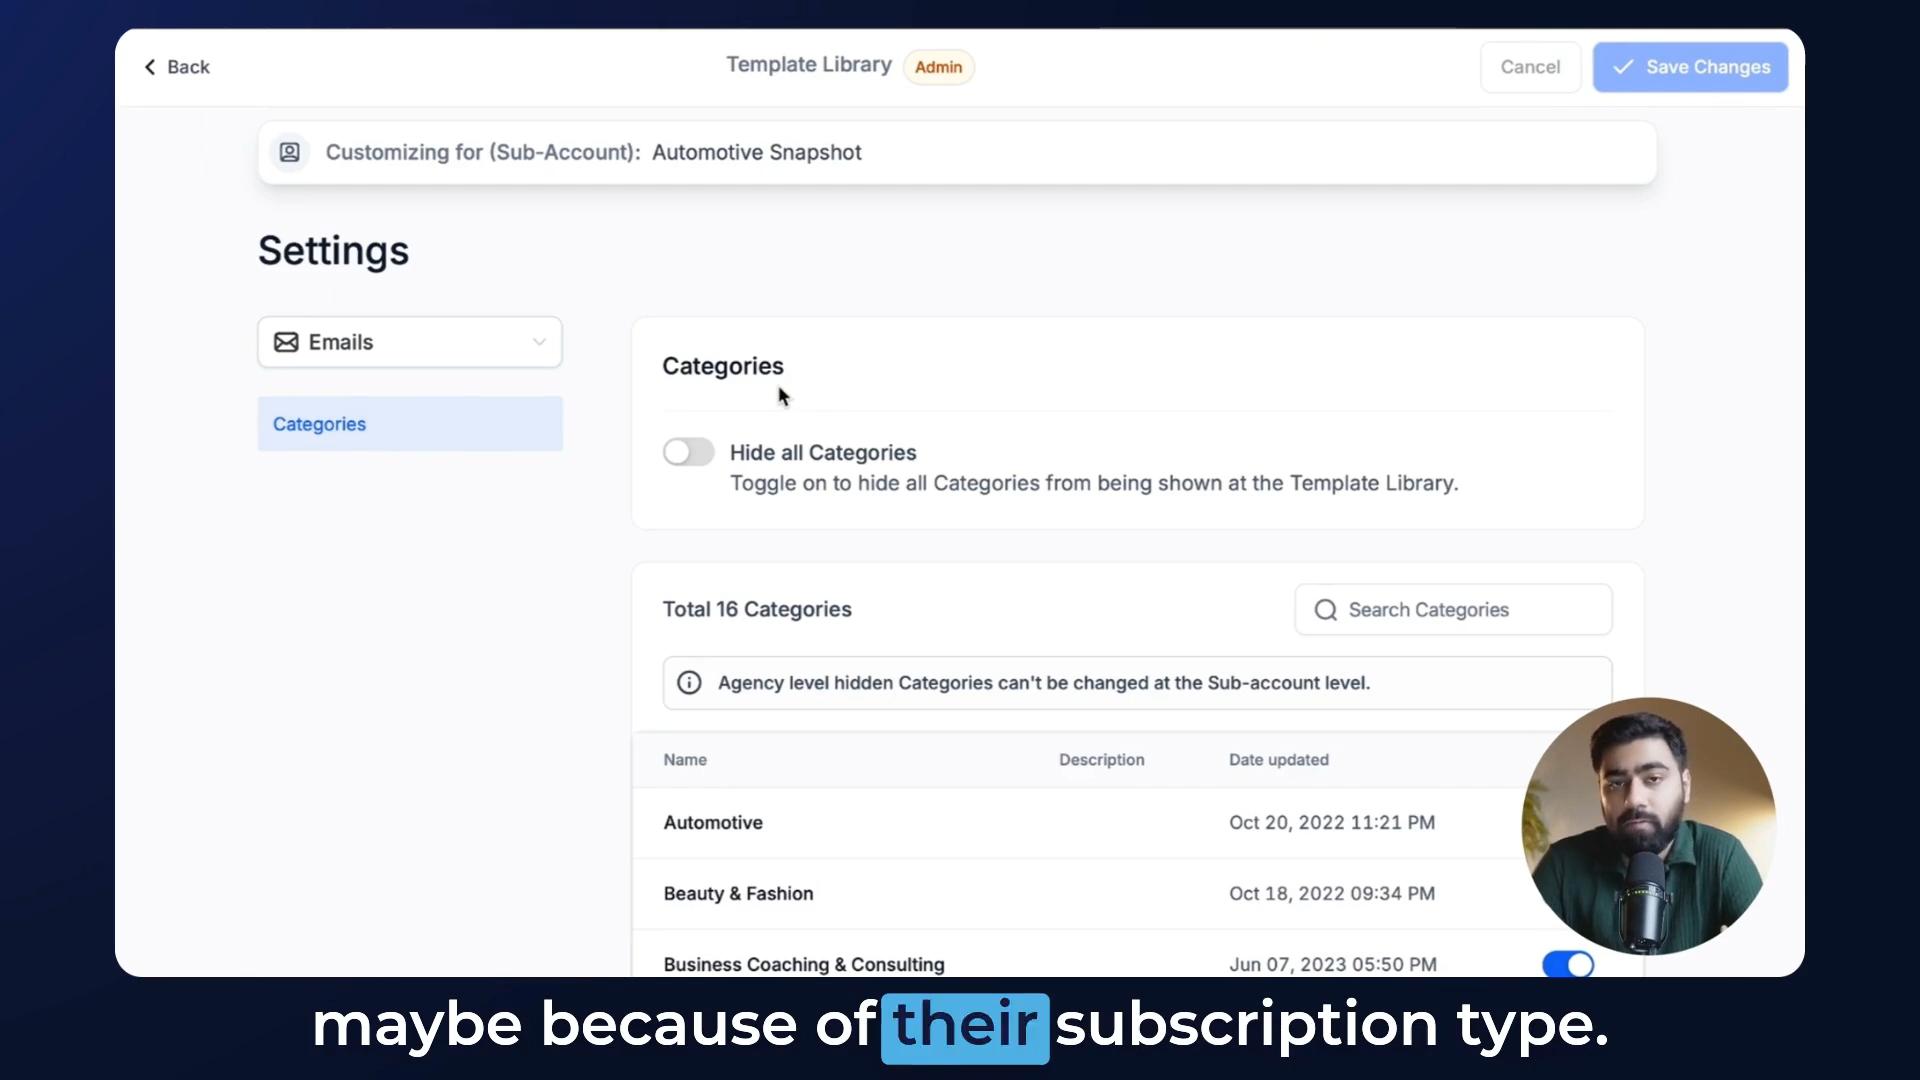 Back
Template Library Admin
Cancel
Save Changes
Customizing for (Sub-Account): Automotive Snapshot
Settings
Emails
Categories
Categories
Hide all Categories
Toggle on to hide all Categories from being shown at the Template Library.
Total 16 Categories
Search Categories
Agency level hidden Categories can't be changed at the Sub-account level.
Name Description Date updated
Automotive Oct 20, 2022 11:21 PM
Beauty & Fashion Oct 18, 2022 09:34 PM
Business Coaching & Consulting Jun 07, 2023 05:50 PM
maybe because of their subscription type.